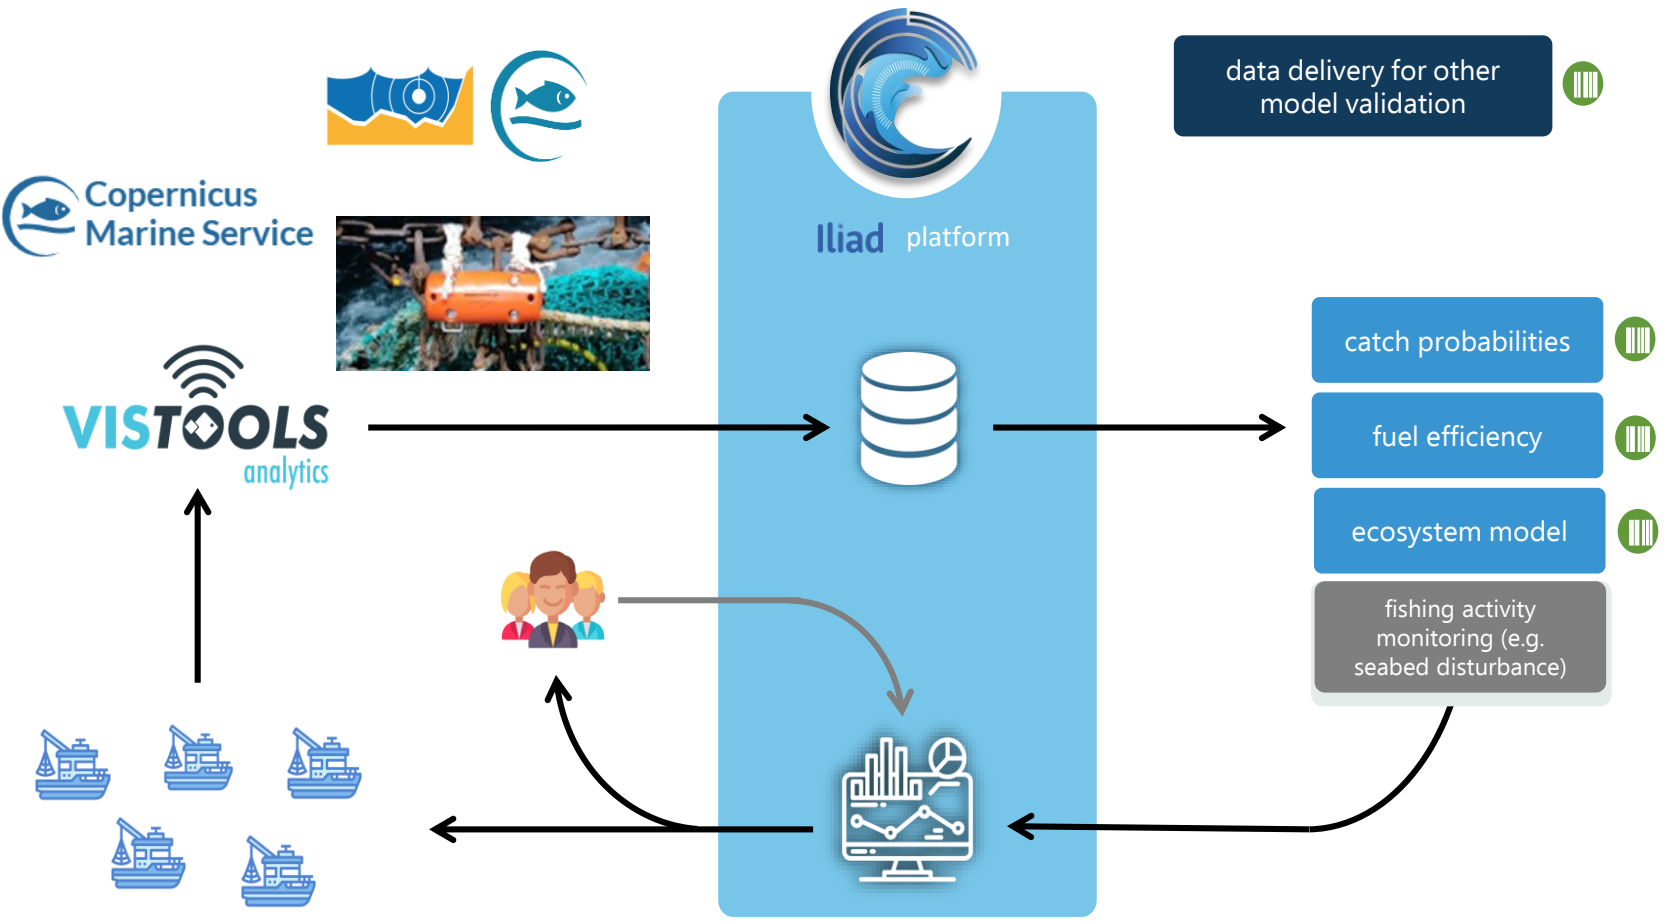 data delivery for other
model validation
Copernicus
Marine Service
Iliad platform
VISTOOLS
analytics
catch probabilities
fuel efficiency
ecosystem model
fishing activity
monitoring (e.g.
seabed disturbance)